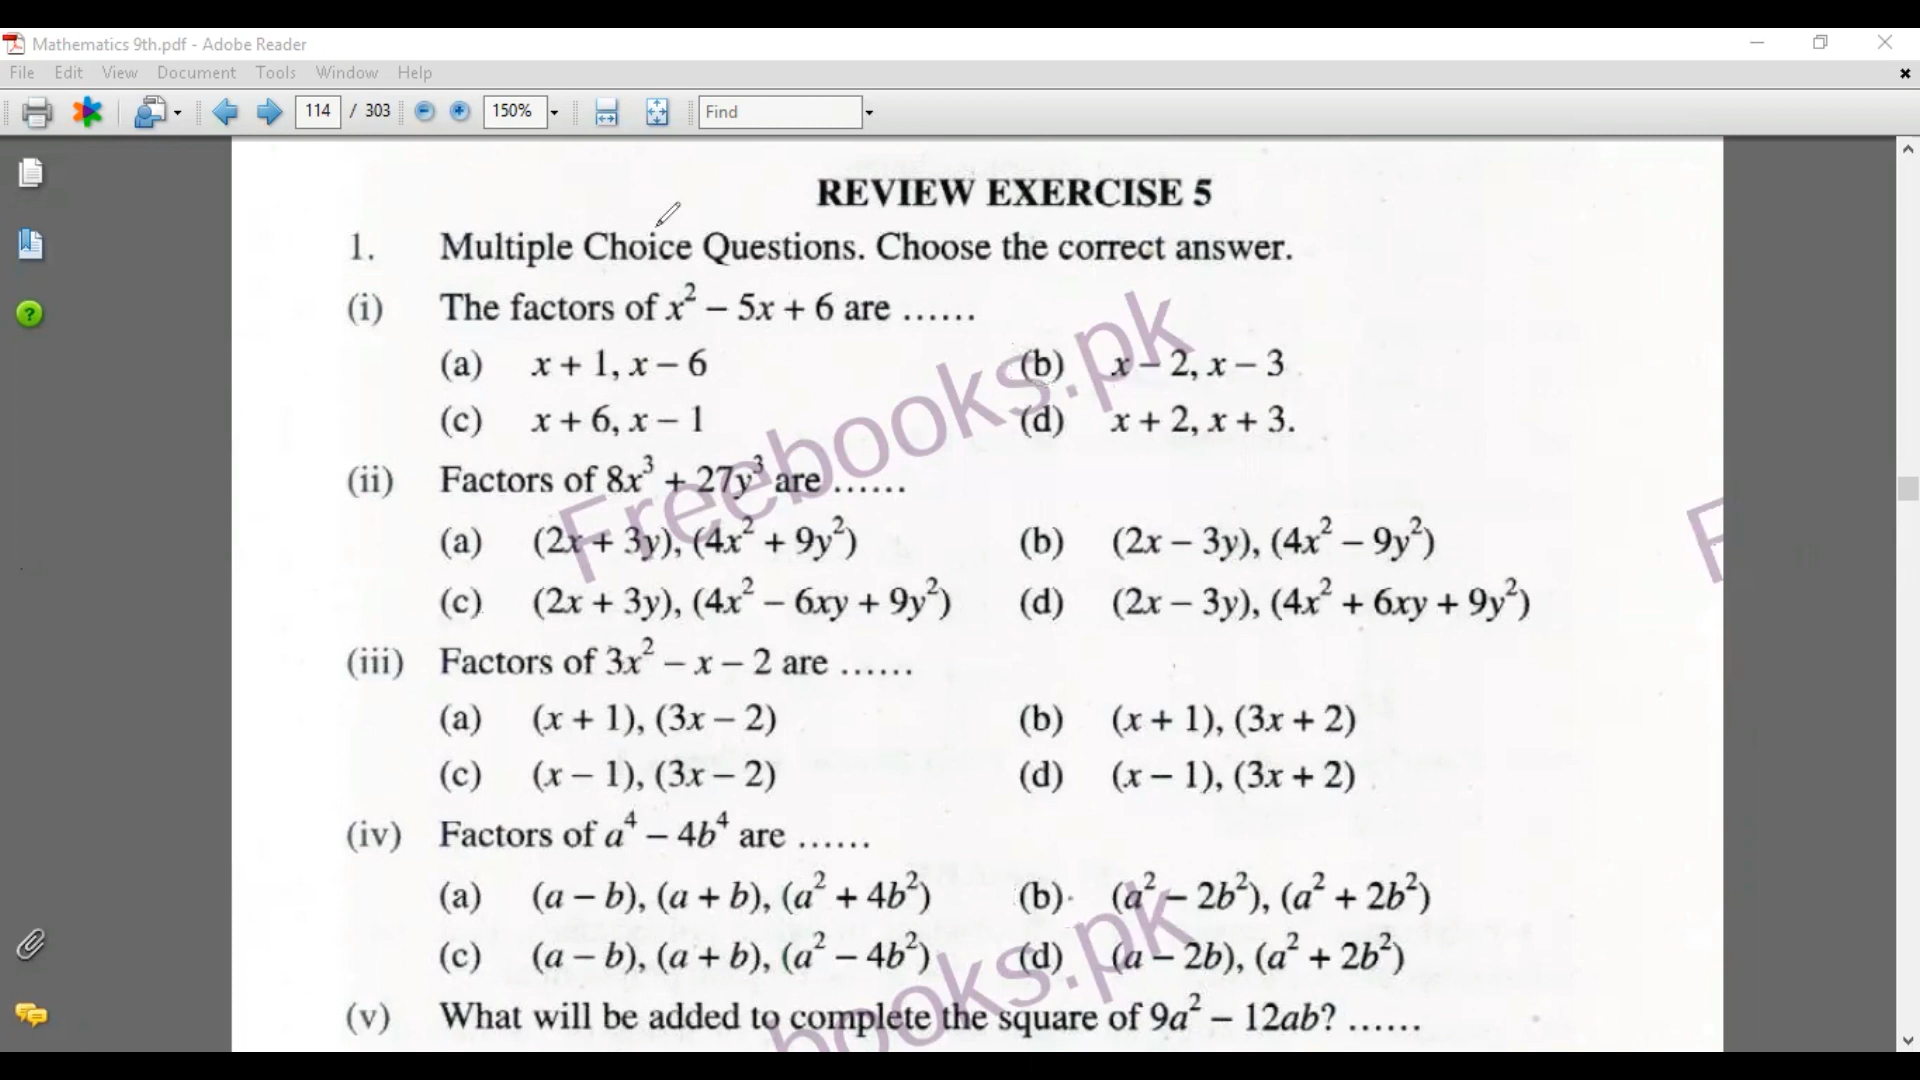 Mathematics 9th.pdf - Adobe Reader
File Edit View Document Tools Window Help
114 / 303 150% Find
REVIEW EXERCISE 5
1. Multiple Choice Questions. Choose the correct answer.
(i) The factors of x² – 5x + 6 are ......
(a) x + 1, x – 6 (b) x – 2, x – 3
(c) x + 6, x – 1 (d) x + 2, x + 3.
(ii) Factors of 8x³ + 27y³ are ......
(a) (2x + 3y), (4x² + 9y²) (b) (2x – 3y), (4x² – 9y²)
(c) (2x + 3y), (4x² – 6xy + 9y²) (d) (2x – 3y), (4x² + 6xy + 9y²)
(iii) Factors of 3x² – x – 2 are ......
(a) (x + 1), (3x – 2) (b) (x + 1), (3x + 2)
(c) (x – 1), (3x – 2) (d) (x – 1), (3x + 2)
(iv) Factors of a⁴ – 4b⁴ are ......
(a) (a – b), (a + b), (a² + 4b²) (b) (a² – 2b²), (a² + 2b²)
(c) (a – b), (a + b), (a² – 4b²) (d) (a – 2b), (a² + 2b²)
(v) What will be added to complete the square of 9a² – 12ab? ......
Freebooks.pk
books.pk
F